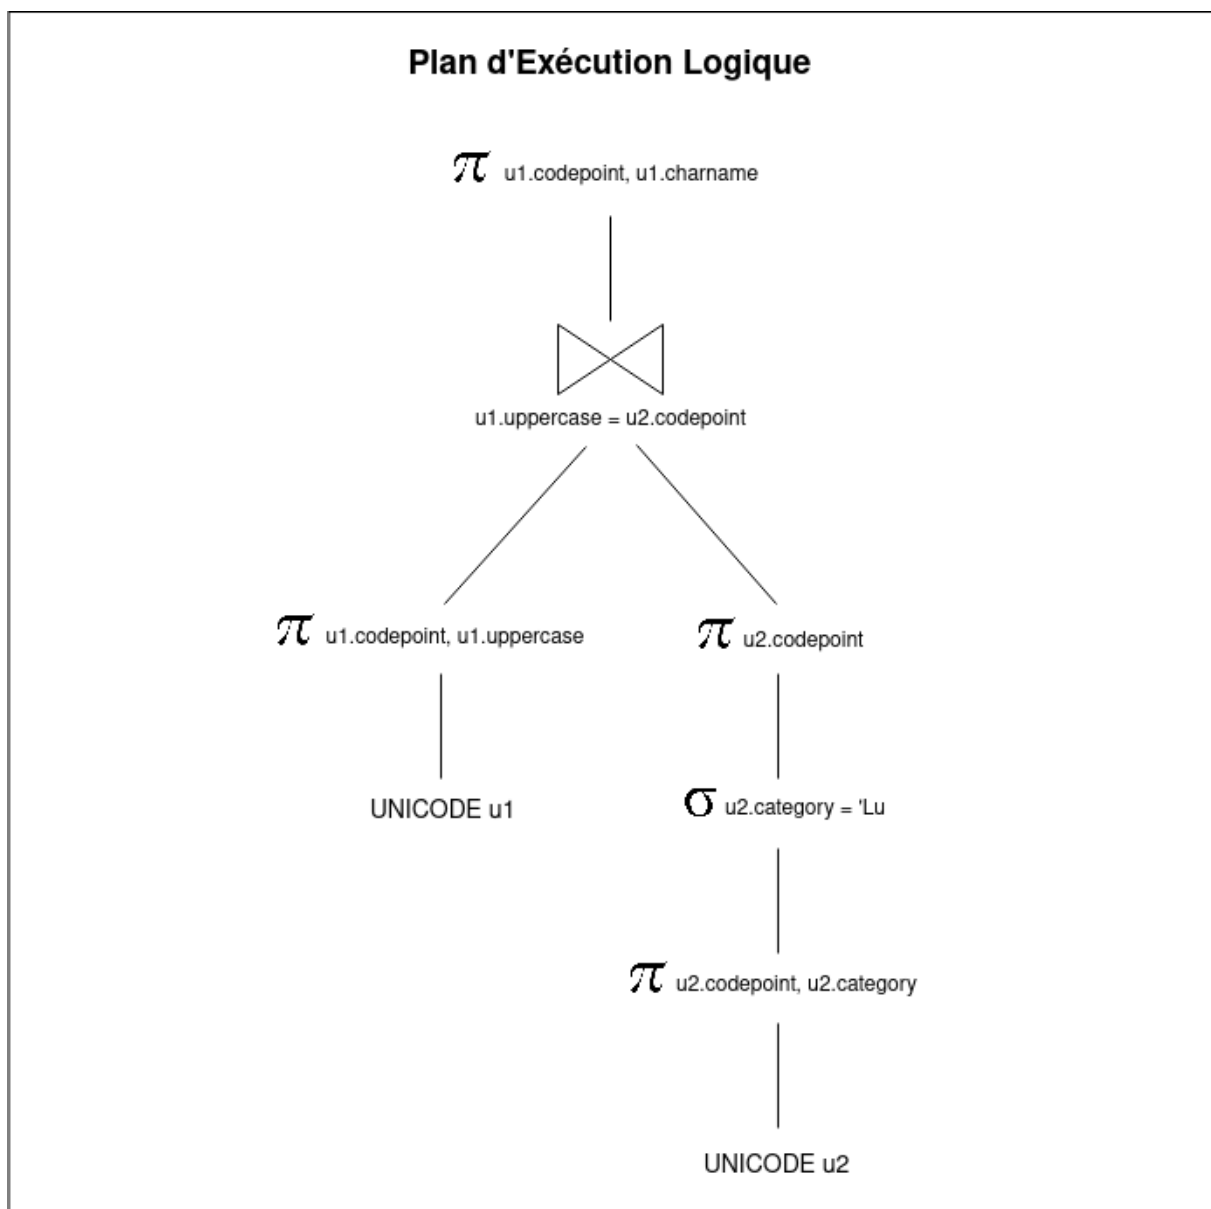 Plan d'Exécution Logique
π u1.codepoint, u1.charname
u1.uppercase = u2.codepoint
π u1.codepoint, u1.uppercase
π u2.codepoint
UNICODE u1
σ u2.category = 'Lu
π u2.codepoint, u2.category
UNICODE u2